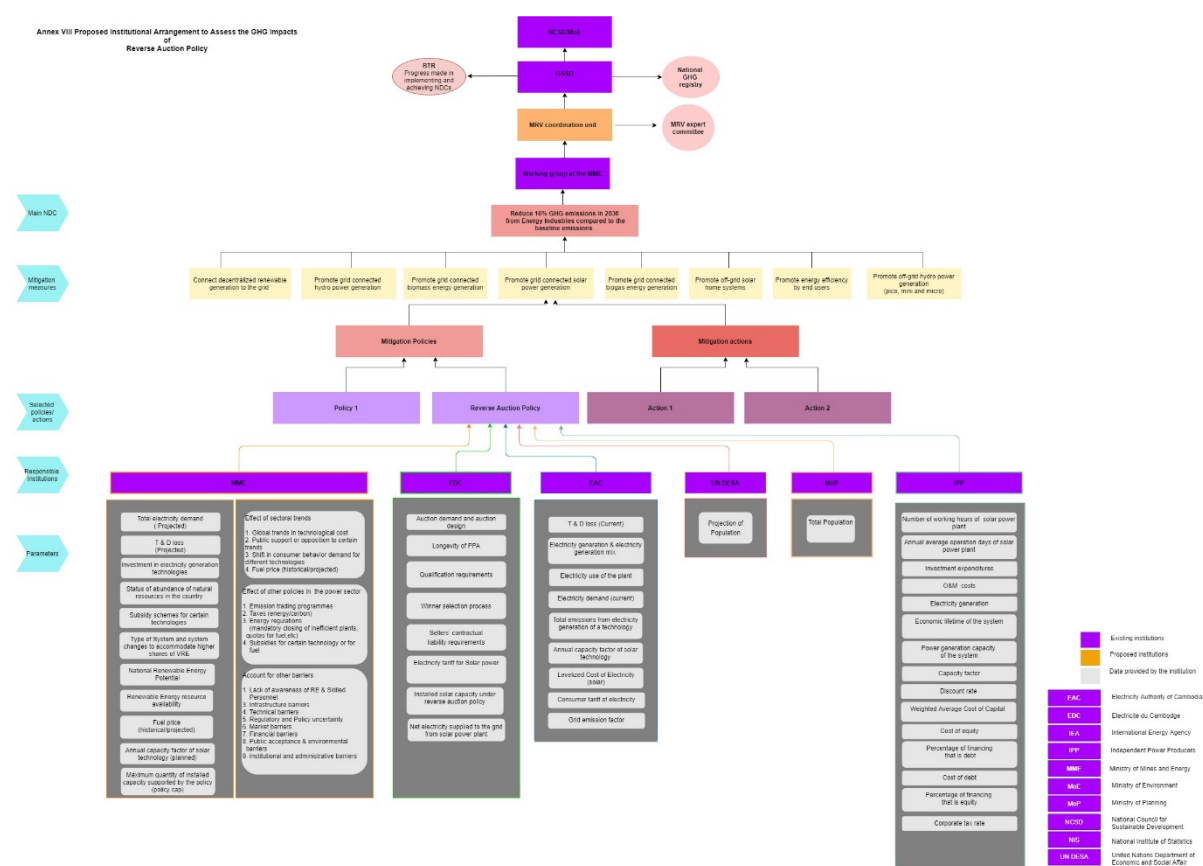 Annex VIII Proposed Institutional Arrangement to Assess the GHG Impacts
of
Reverse Auction Policy
NCSD/MoE
BTR
Progress made in
implementing and
achieving NDCs
GSSD
National
GHG
registry
MRV coordination unit
MRV expert
committee
Working group at the MME
Main NDC
Reduce 16% GHG emissions in 2030
from Energy Industries compared to the
baseline emissions
Mitigation
measures
Connect decentralized renewable
generation to the grid
Promote grid connected
hydro power generation
Promote grid connected
biomass energy generation
Promote grid connected solar
power generation
Promote grid connected
biogas energy generation
Promote off-grid solar
home systems
Promote energy efficiency
by end users
Promote off-grid hydro power
generation
(pico, mini and micro)
Mitigation Policies
Mitigation actions
Selected
policies/
actions
Policy 1
Reverse Auction Policy
Action 1
Action 2
Responsible
Institutions
MME
EDC
EAC
UN DESA
MoP
IPP
Parameters
Total electricity demand
( Projected)
T & D loss
(Projected)
Investment in electricity generation
technologies
Status of abundance of natural
resources in the country
Subsidy schemes for certain
technologies
Type of system and system
changes to accommodate higher
shares of VRE
National Renewable Energy
Potential
Renewable Energy resource
availability
Fuel price
(historical/projected)
Annual capacity factor of solar
technology (planned)
Maximum quantity of installed
capacity supported by the policy
(policy cap)
Effect of sectoral trends
1. Global trends in technological cost
2. Public support or opposition to certain
trends
3. Shift in consumer behavior demand for
different technologies
4. Fuel price (historical/projected)
Effect of other policies in the power sector
1. Emission trading programmes
2. Taxes (energy/carbon)
3. Energy regulations
(mandatory closing of inefficient plants,
quotas for fuel,etc)
4. Subsidies for certain technology or for
fuel
Account for other barriers
1. Lack of awareness of RE & Skilled
Personnel
3. Infrastructure barriers
4. Technical barriers
5. Regulatory and Policy uncertainty
6. Market barriers
7. Financial barriers
8. Public acceptance & environmental
barriers
9. Institutional and administrative barriers
Auction demand and auction
design
Longevity of PPA
Qualification requirements
Winner selection process
Sellers' contractual
liability requirements
Electricity tariff for Solar power
Installed solar capacity under
reverse auction policy
Net electricity supplied to the grid
from solar power plant
T & D loss (Current)
Electricity generation & electricity
generation mix
Electricity use of the plant
Electricity demand (current)
Total emissions from electricity
generation of a technology
Annual capacity factor of solar
technology
Levelized Cost of Electricity
(solar)
Consumer tariff of electricity
Grid emission factor
Projection of
Population
Total Population
Number of working hours of solar power
plant
Annual average operation days of solar
power plant
Investment expenditures
O&M costs
Electricity generation
Economic lifetime of the system
Power generation capacity
of the system
Capacity factor
Discount rate
Weighted Average Cost of Capital
Cost of equity
Percentage of financing
that is debt
Cost of debt
Percentage of financing
that is equity
Corporate tax rate
Existing institutions
Proposed institutions
Data provided by the institution
EAC Electricity Authority of Cambodia
EDC Electricite du Cambodge
IEA International Energy Agency
IPP Independent Power Producers
MME Ministry of Mines and Energy
MoE Ministry of Environment
MoP Ministry of Planning
NCSD National Council for
Sustainable Development
NIS National Institute of Statistics
UN DESA United Nations Department of
Economic and Social Affair